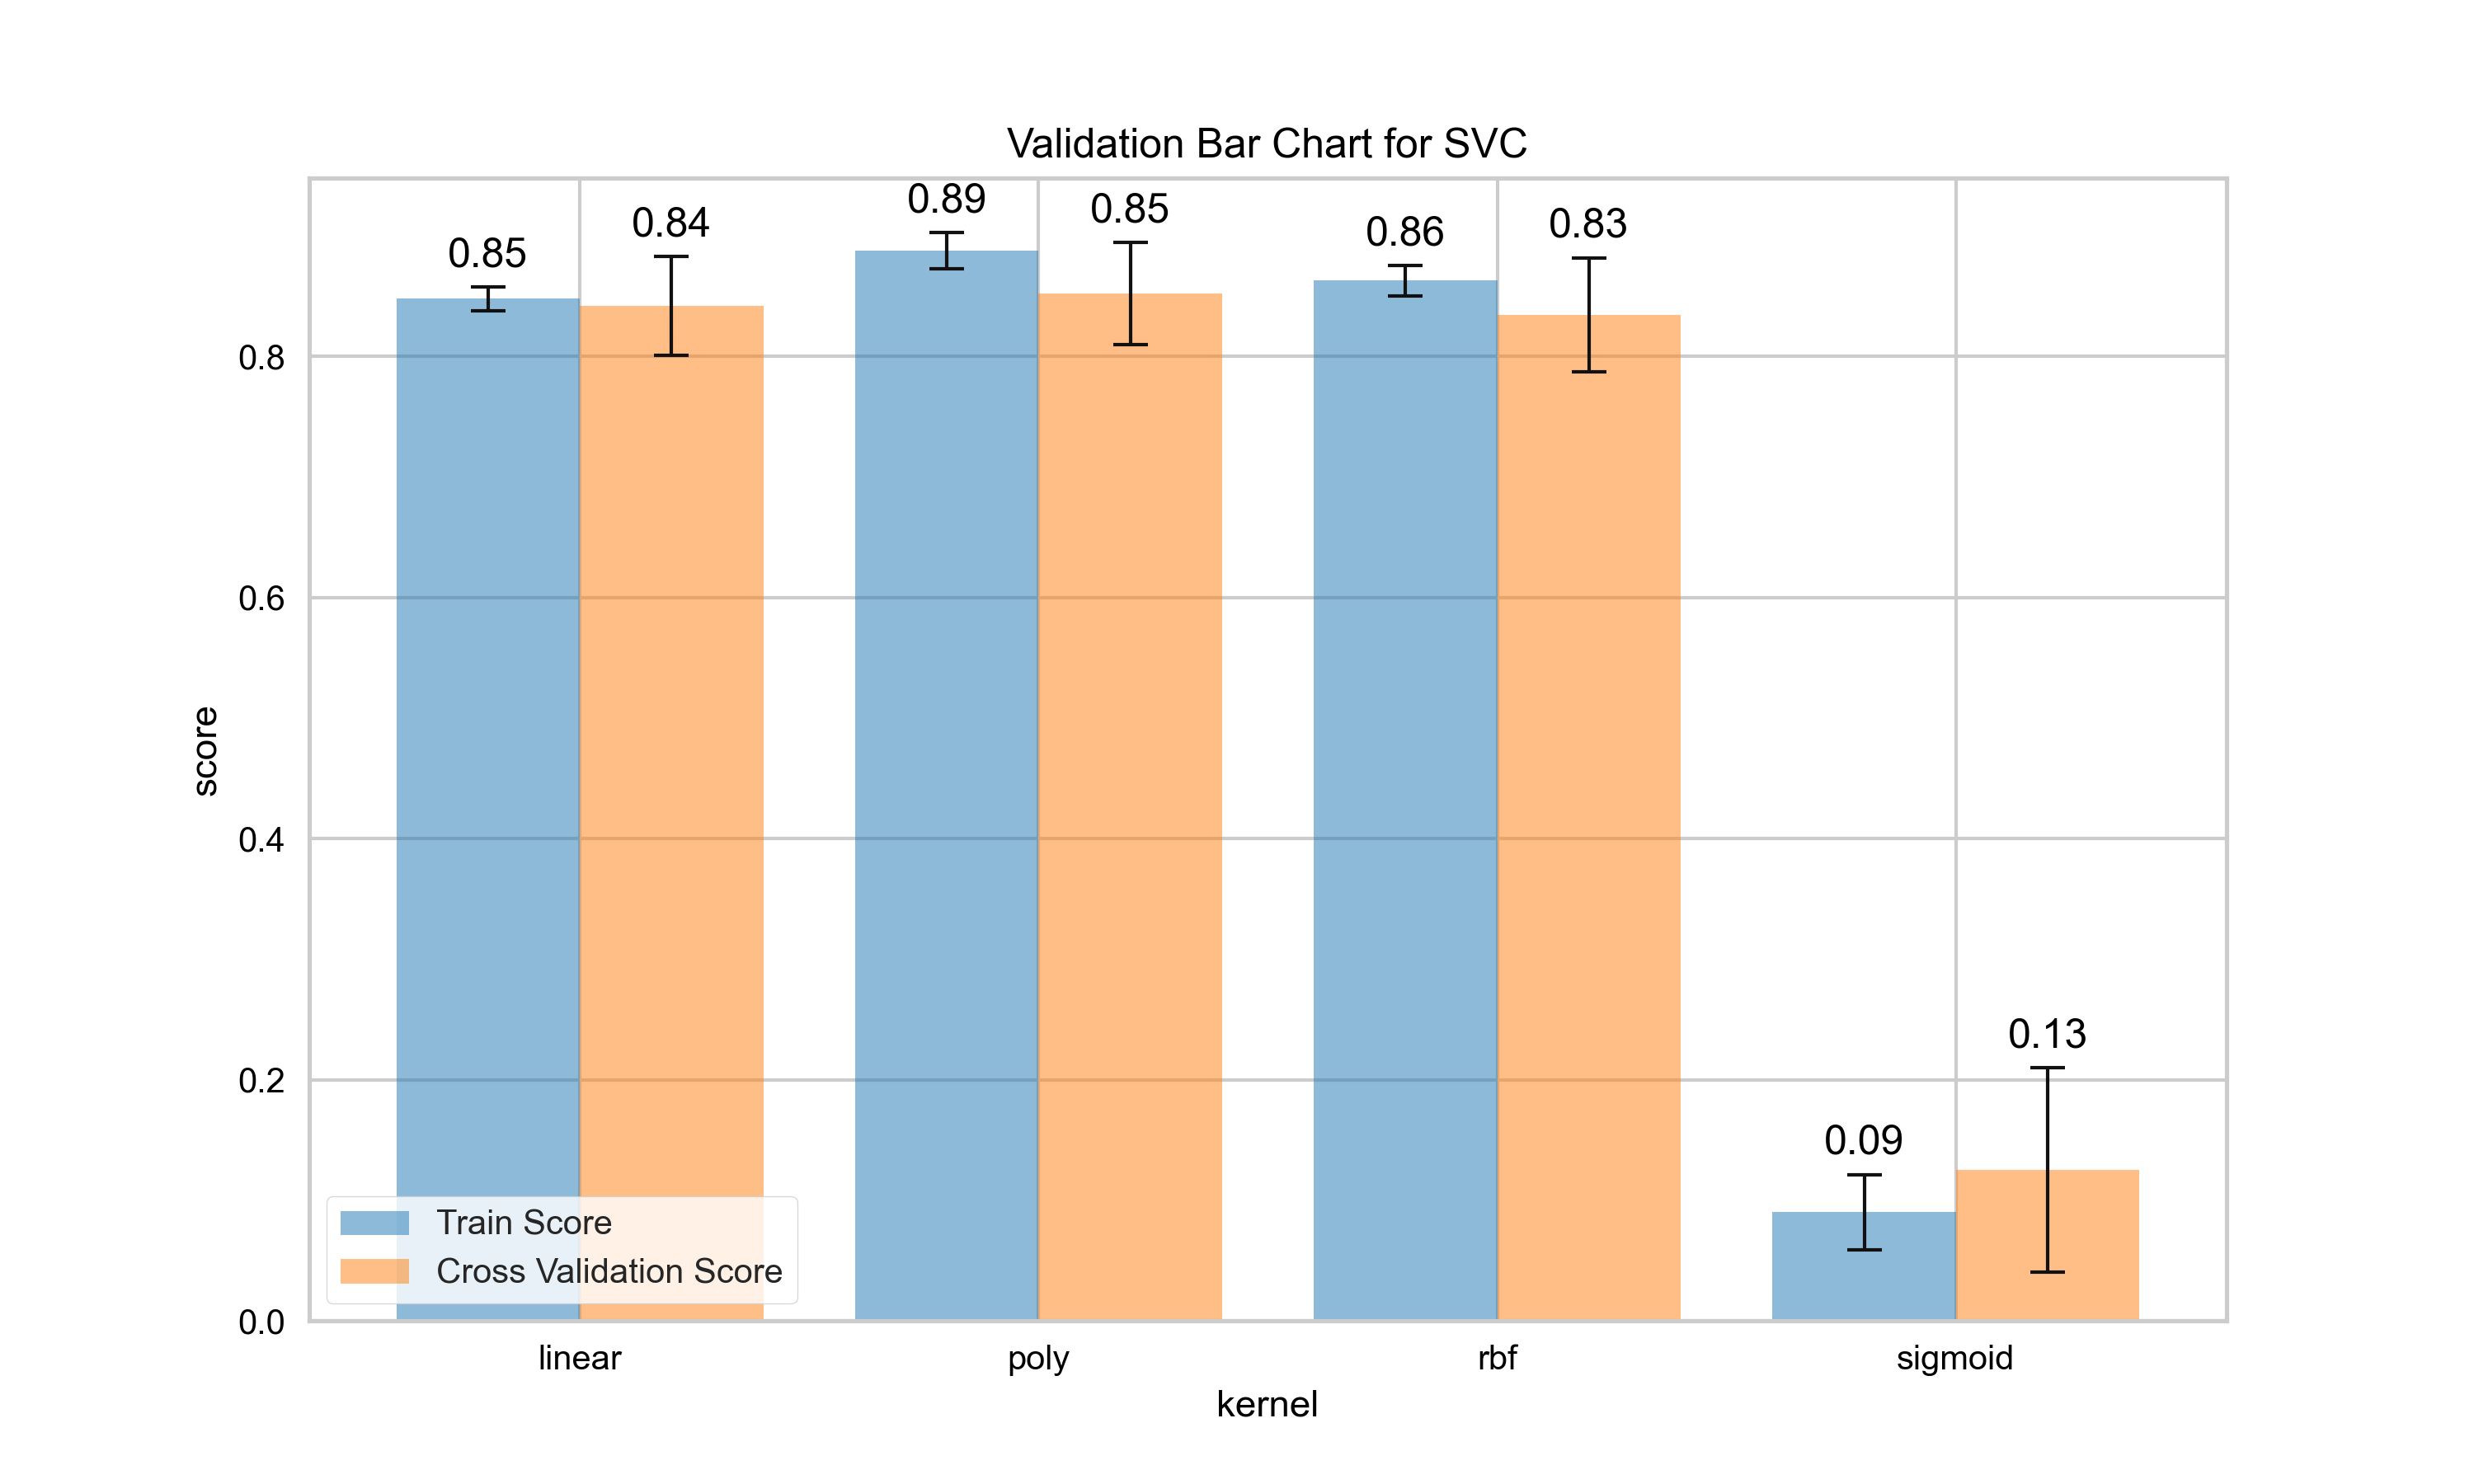 Validation Bar Chart for SVC
0.85
0.84
0.89
0.85
0.86
0.83
0.09
0.13
score
0.8
0.6
0.4
0.2
0.0
Train Score
Cross Validation Score
linear
poly
rbf
sigmoid
kernel